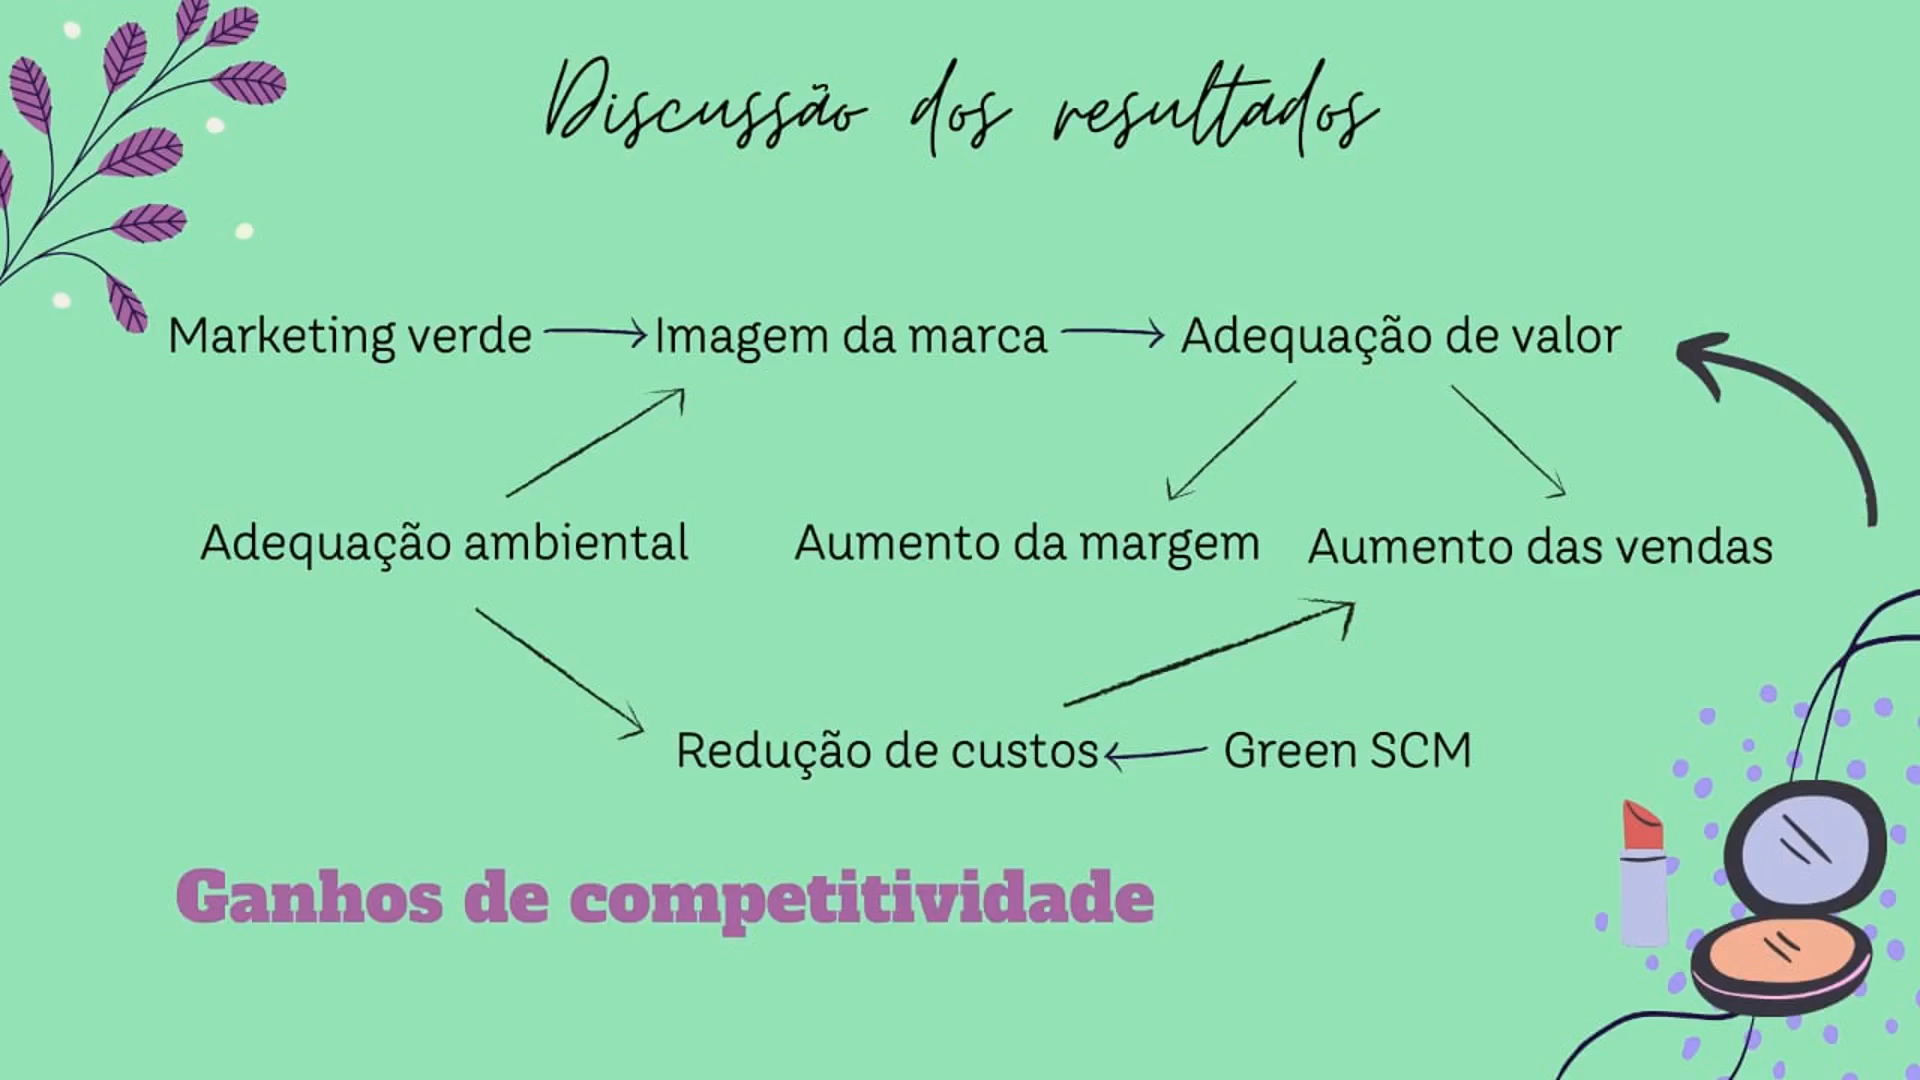 Discussão dos resultados
Marketing verde Imagem da marca Adequação de valor
Adequação ambiental Aumento da margem Aumento das vendas
Redução de custos Green SCM
Ganhos de competitividade